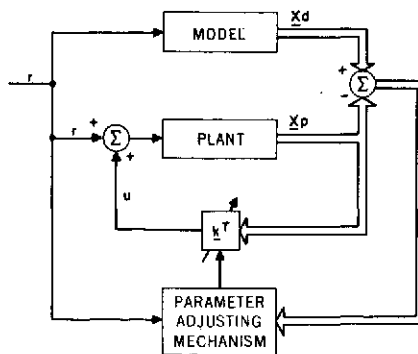 MODEL
Xd
r
+
-
Σ
r
+
Σ
+
PLANT
Xp
u
k^T
PARAMETER
ADJUSTING
MECHANISM